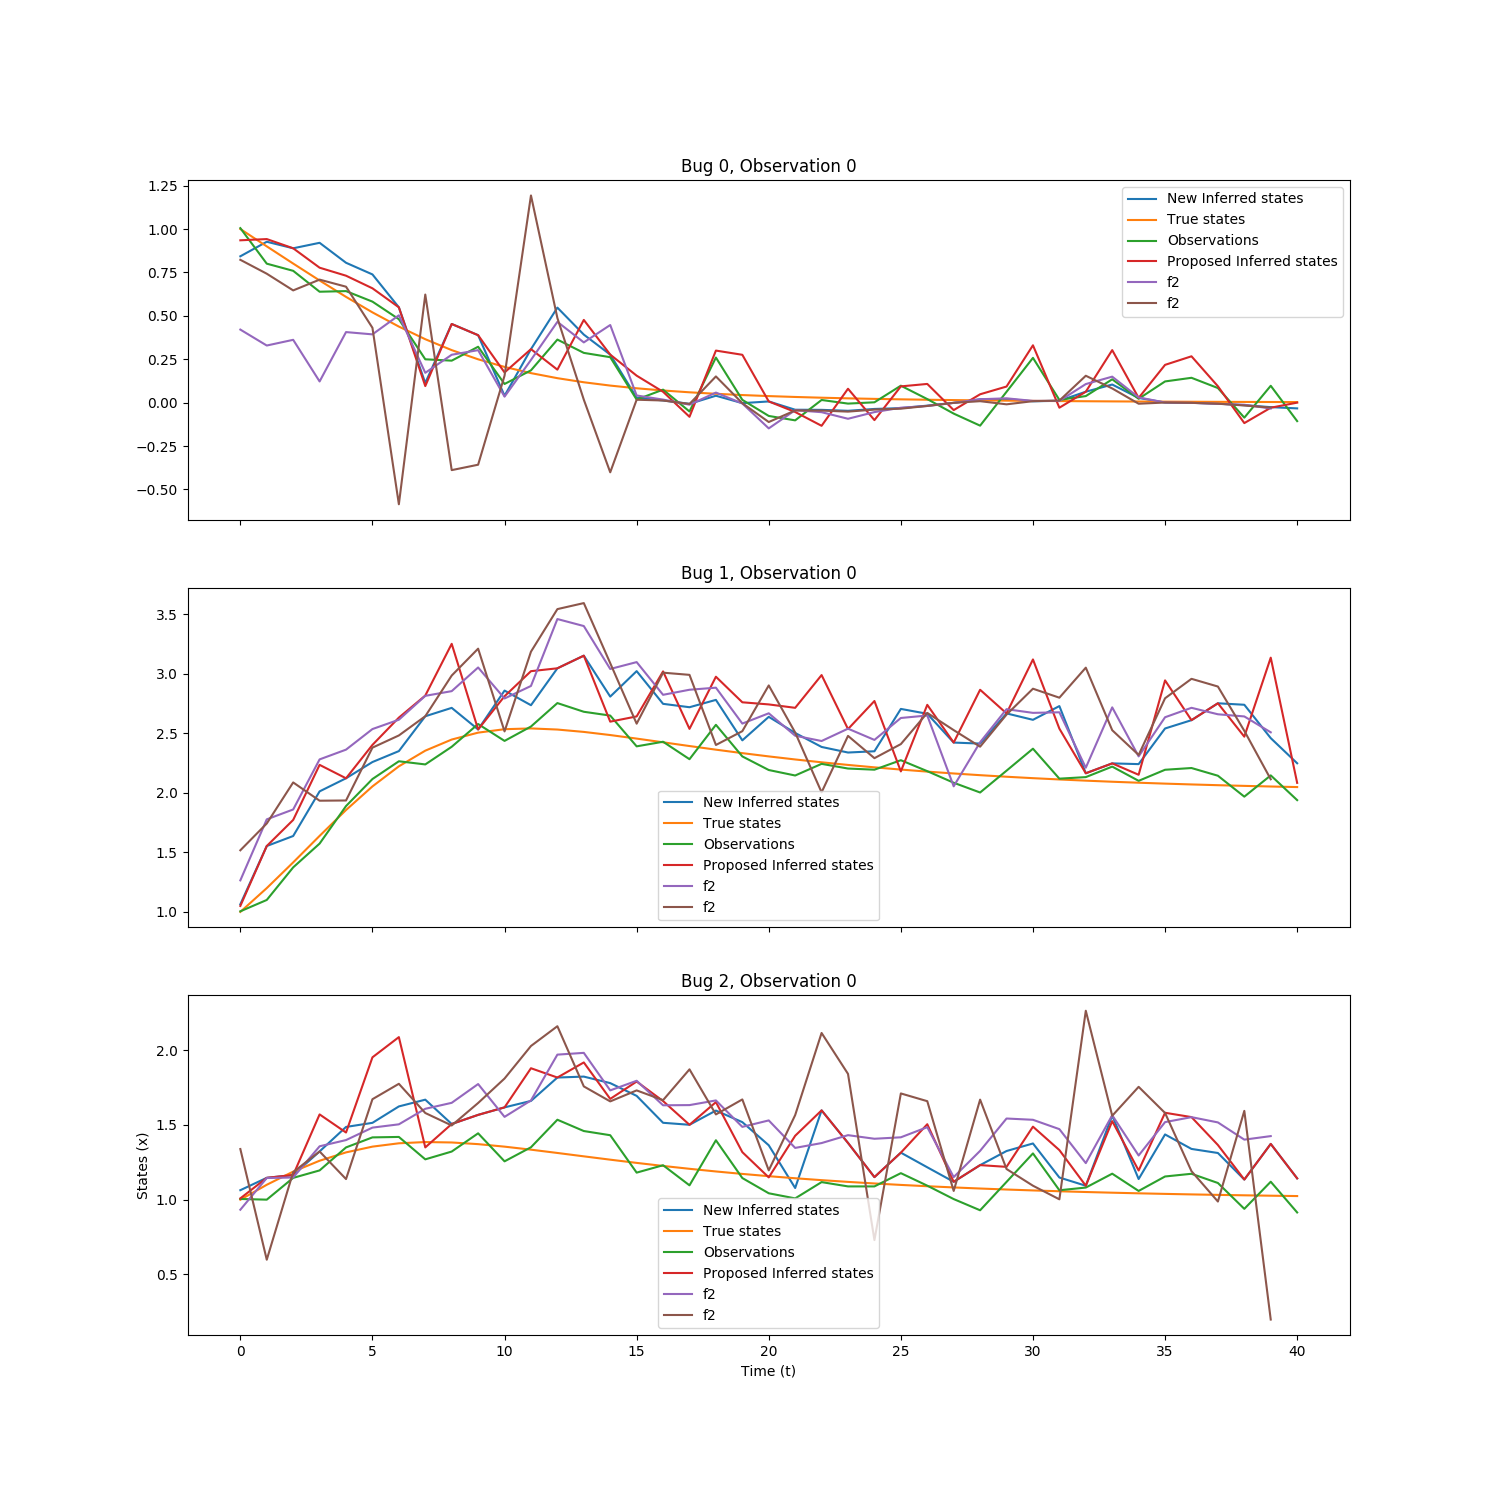 Bug 0, Observation 0
1.25
1.00
0.75
0.50
0.25
0.00
−0.25
−0.50
New Inferred states
True states
Observations
Proposed Inferred states
f2
f2
Bug 1, Observation 0
3.5
3.0
2.5
2.0
1.5
1.0
New Inferred states
True states
Observations
Proposed Inferred states
f2
f2
Bug 2, Observation 0
States (x)
2.0
1.5
1.0
0.5
New Inferred states
True states
Observations
Proposed Inferred states
f2
f2
0 5 10 15 20 25 30 35 40
Time (t)